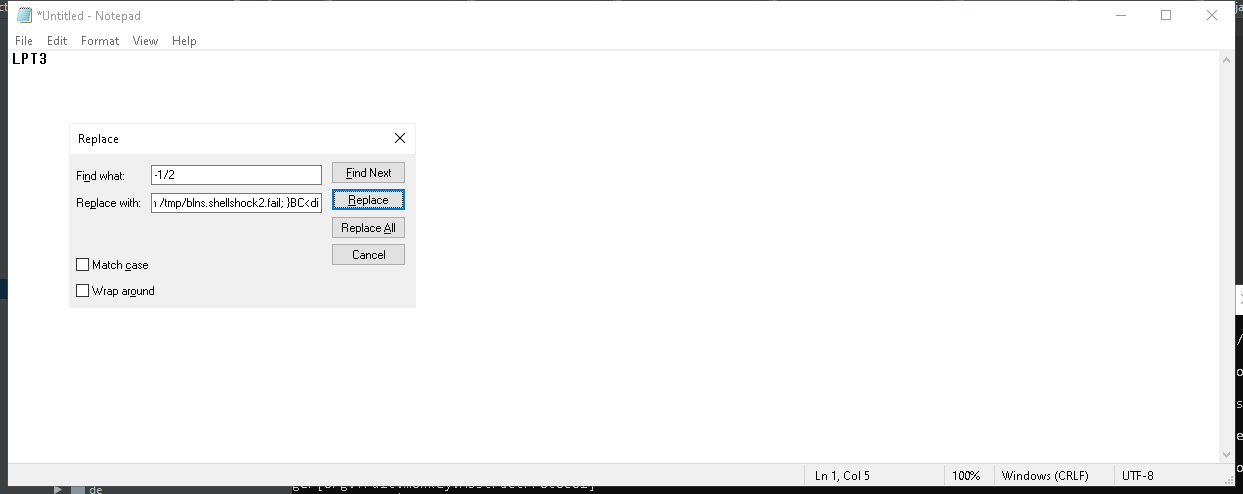 *Untitled - Notepad
File Edit Format View Help
LPT3
Replace
Find what: -1/2 Find Next
Replace with: /tmp/blns.shellshock2.fail; }BC<di Replace
Replace All
Cancel
Match case
Wrap around
Ln 1, Col 5 100% Windows (CRLF) UTF-8
de